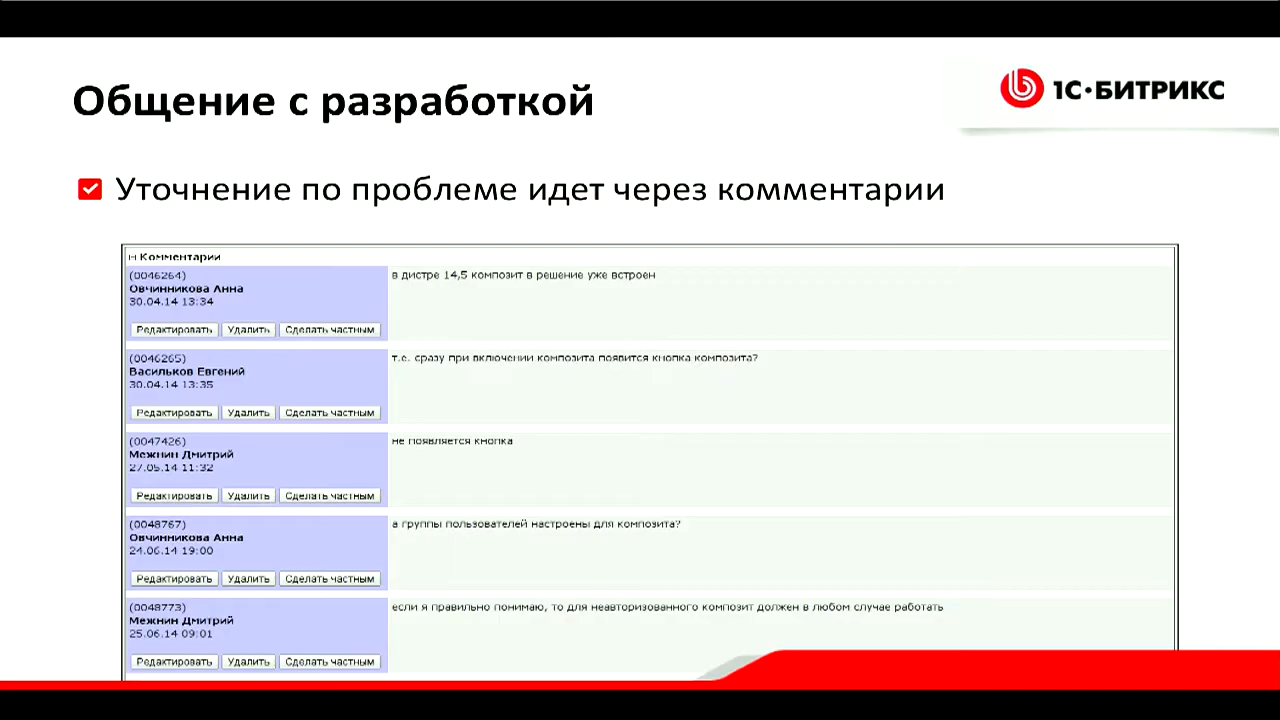 Общение с разработкой
1С·БИТРИКС
Уточнение по проблеме идет через комментарии
Комментарии
(0046264)
Овчинникова Анна
30.04.14 13:34
в дистре 14,5 композит в решение уже встроен
Редактировать Удалить Сделать частным
(0046265)
Васильков Евгений
30.04.14 13:35
т.е. сразу при включении композита появится кнопка композита?
Редактировать Удалить Сделать частным
(0047426)
Межнин Дмитрий
27.05.14 11:32
не появляется кнопка
Редактировать Удалить Сделать частным
(0048767)
Овчинникова Анна
24.06.14 19:00
а группы пользователей настроены для композита?
Редактировать Удалить Сделать частным
(0048773)
Межнин Дмитрий
25.06.14 09:01
если я правильно понимаю, то для неавторизованного композит должен в любом случае работать
Редактировать Удалить Сделать частным